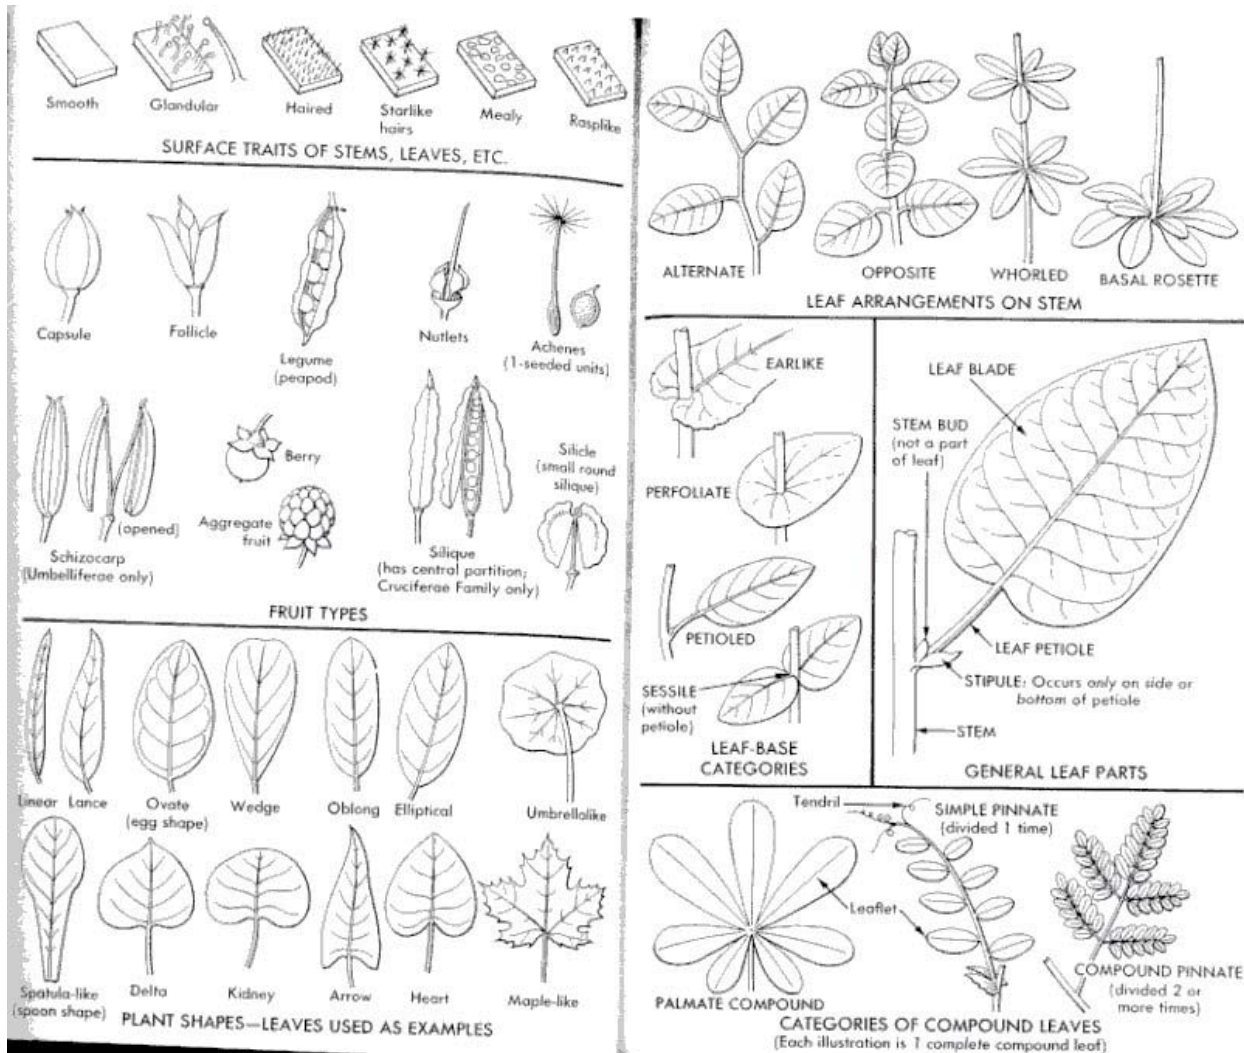 Smooth
Glandular
Haired
Starlike
hairs
Mealy
Rasplike
SURFACE TRAITS OF STEMS, LEAVES, ETC.
Capsule
Follicle
Legume
(peapod)
Nutlets
Achenes
(1-seeded units)
Schizocarp
(Umbelliferae only)
(opened)
Berry
Aggregate
fruit
Silique
(has central partition;
Cruciferae Family only)
Silicle
(small round
silique)
FRUIT TYPES
Linear
Lance
Ovate
(egg shape)
Wedge
Oblong
Elliptical
Umbrellalike
Spatula-like
(spoon shape)
Delta
Kidney
Arrow
Heart
Maple-like
PLANT SHAPES—LEAVES USED AS EXAMPLES
ALTERNATE
OPPOSITE
WHORLED
BASAL ROSETTE
LEAF ARRANGEMENTS ON STEM
EARLIKE
PERFOLIATE
PETIOLED
SESSILE
(without
petiole)
LEAF-BASE
CATEGORIES
LEAF BLADE
STEM BUD
(not a part
of leaf)
LEAF PETIOLE
STIPULE: Occurs only on side or
bottom of petiole
STEM
GENERAL LEAF PARTS
Tendril
SIMPLE PINNATE
(divided 1 time)
Leaflet
PALMATE COMPOUND
COMPOUND PINNATE
(divided 2 or
more times)
CATEGORIES OF COMPOUND LEAVES
(Each illustration is 1 complete compound leaf)